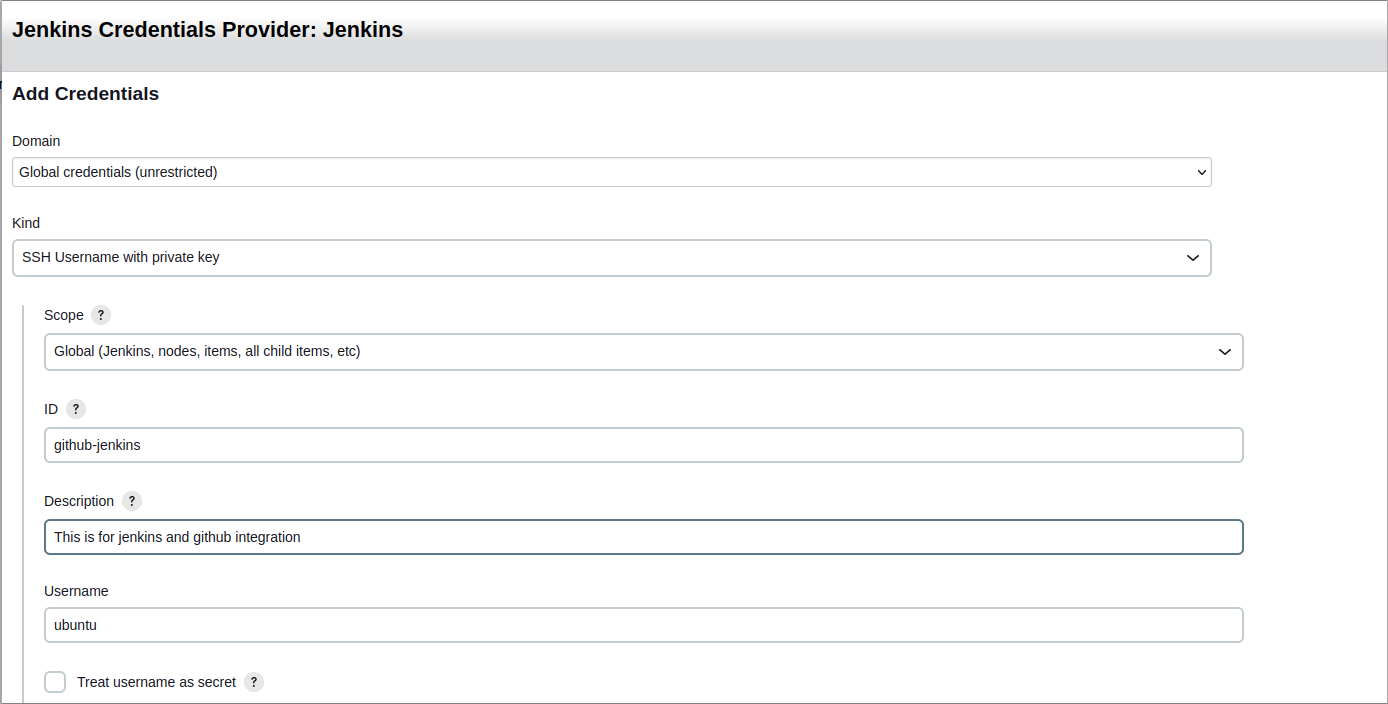 Jenkins Credentials Provider: Jenkins
Add Credentials
Domain
Global credentials (unrestricted)
Kind
SSH Username with private key
Scope ?
Global (Jenkins, nodes, items, all child items, etc)
ID ?
github-jenkins
Description ?
This is for jenkins and github integration
Username
ubuntu
Treat username as secret ?